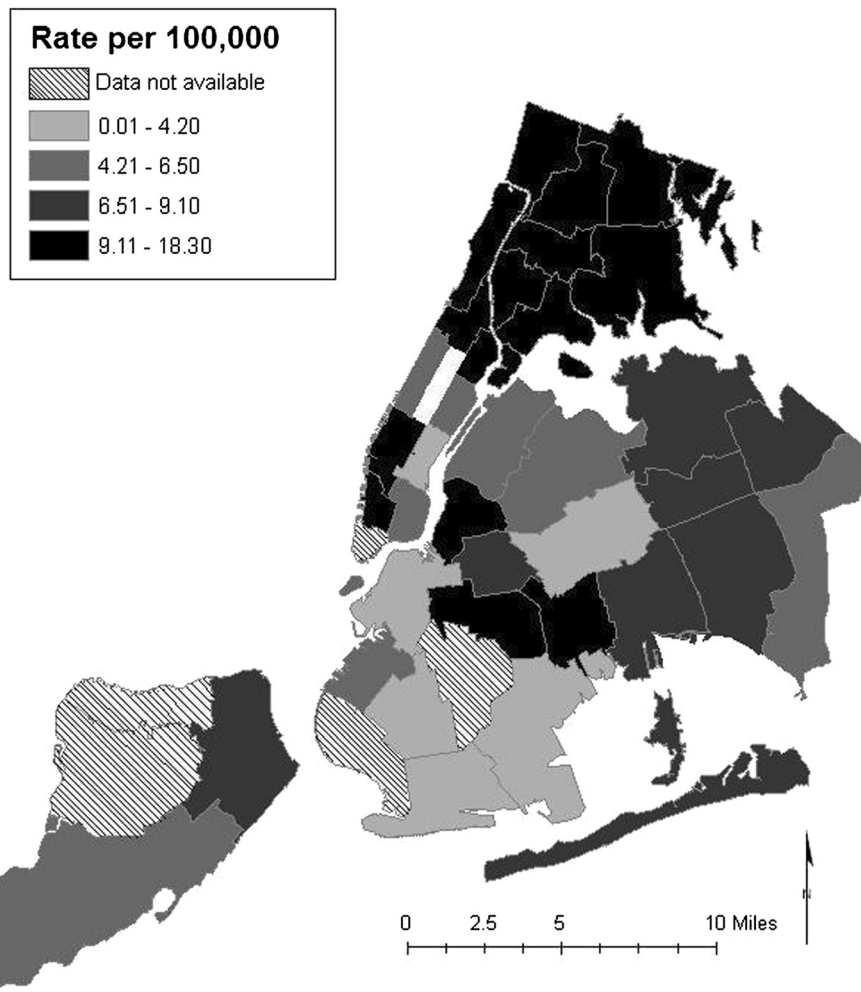 Rate per 100,000
Data not available
0.01 - 4.20
4.21 - 6.50
6.51 - 9.10
9.11 - 18.30
N
0 2.5 5 10 Miles